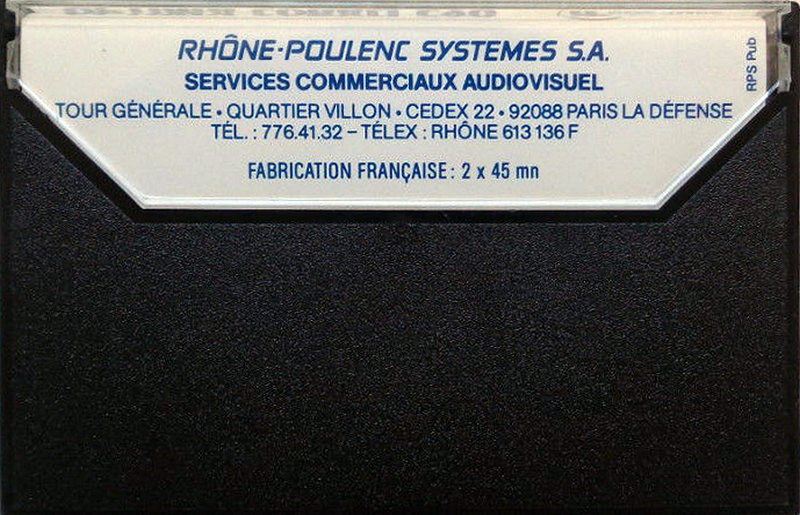 RHÔNE-POULENC SYSTEMES S.A.
SERVICES COMMERCIAUX AUDIOVISUEL
TOUR GÉNÉRALE • QUARTIER VILLON • CEDEX 22 • 92088 PARIS LA DÉFENSE
TÉL. : 776.41.32 – TÉLEX : RHÔNE 613 136 F
FABRICATION FRANÇAISE : 2 x 45 mn
RPS Pub